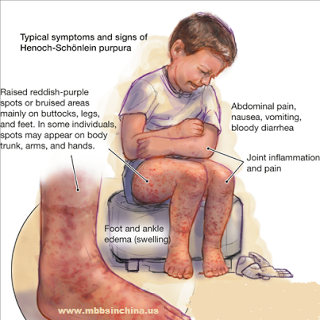 Typical symptoms and signs of
Henoch-Schönlein purpura
Raised reddish-purple
spots or bruised areas
mainly on buttocks, legs,
and feet. In some individuals,
spots may appear on body
trunk, arms, and hands.
Abdominal pain,
nausea, vomiting,
bloody diarrhea
Joint inflammation
and pain
Foot and ankle
edema (swelling)
www.mbbsinchina.us